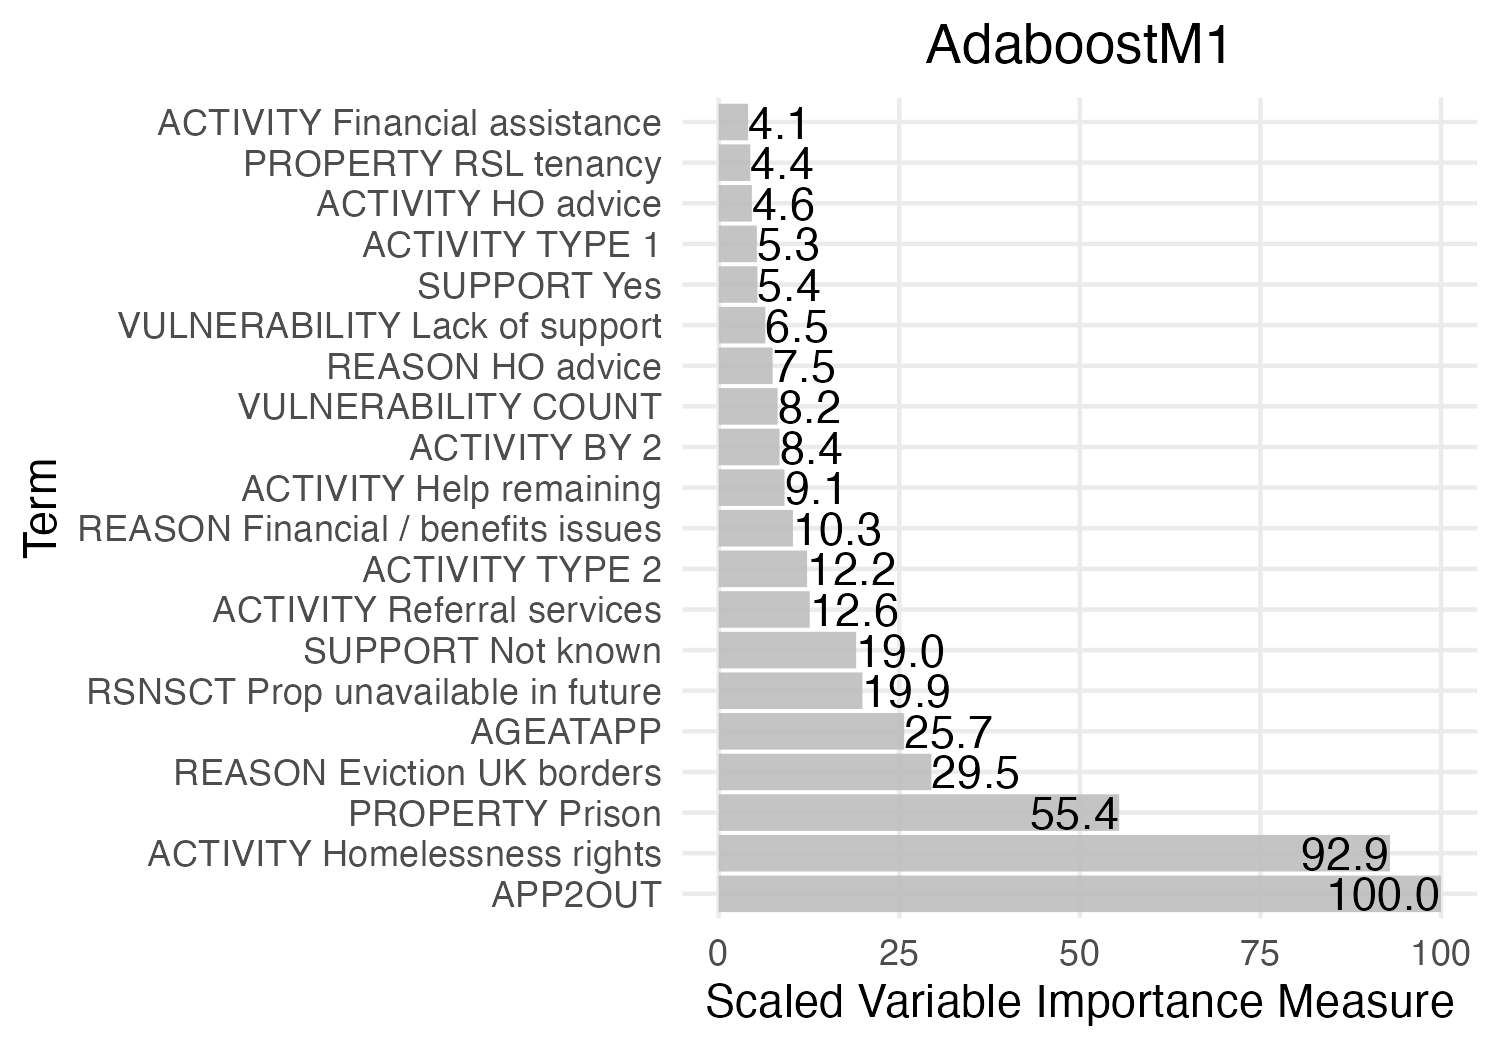 AdaboostM1
Term
ACTIVITY Financial assistance 4.1
PROPERTY RSL tenancy 4.4
ACTIVITY HO advice 4.6
ACTIVITY TYPE 1 5.3
SUPPORT Yes 5.4
VULNERABILITY Lack of support 6.5
REASON HO advice 7.5
VULNERABILITY COUNT 8.2
ACTIVITY BY 2 8.4
ACTIVITY Help remaining 9.1
REASON Financial / benefits issues 10.3
ACTIVITY TYPE 2 12.2
ACTIVITY Referral services 12.6
SUPPORT Not known 19.0
RSNSCT Prop unavailable in future 19.9
AGEATAPP 25.7
REASON Eviction UK borders 29.5
PROPERTY Prison 55.4
ACTIVITY Homelessness rights 92.9
APP2OUT 100.0
0 25 50 75 100
Scaled Variable Importance Measure